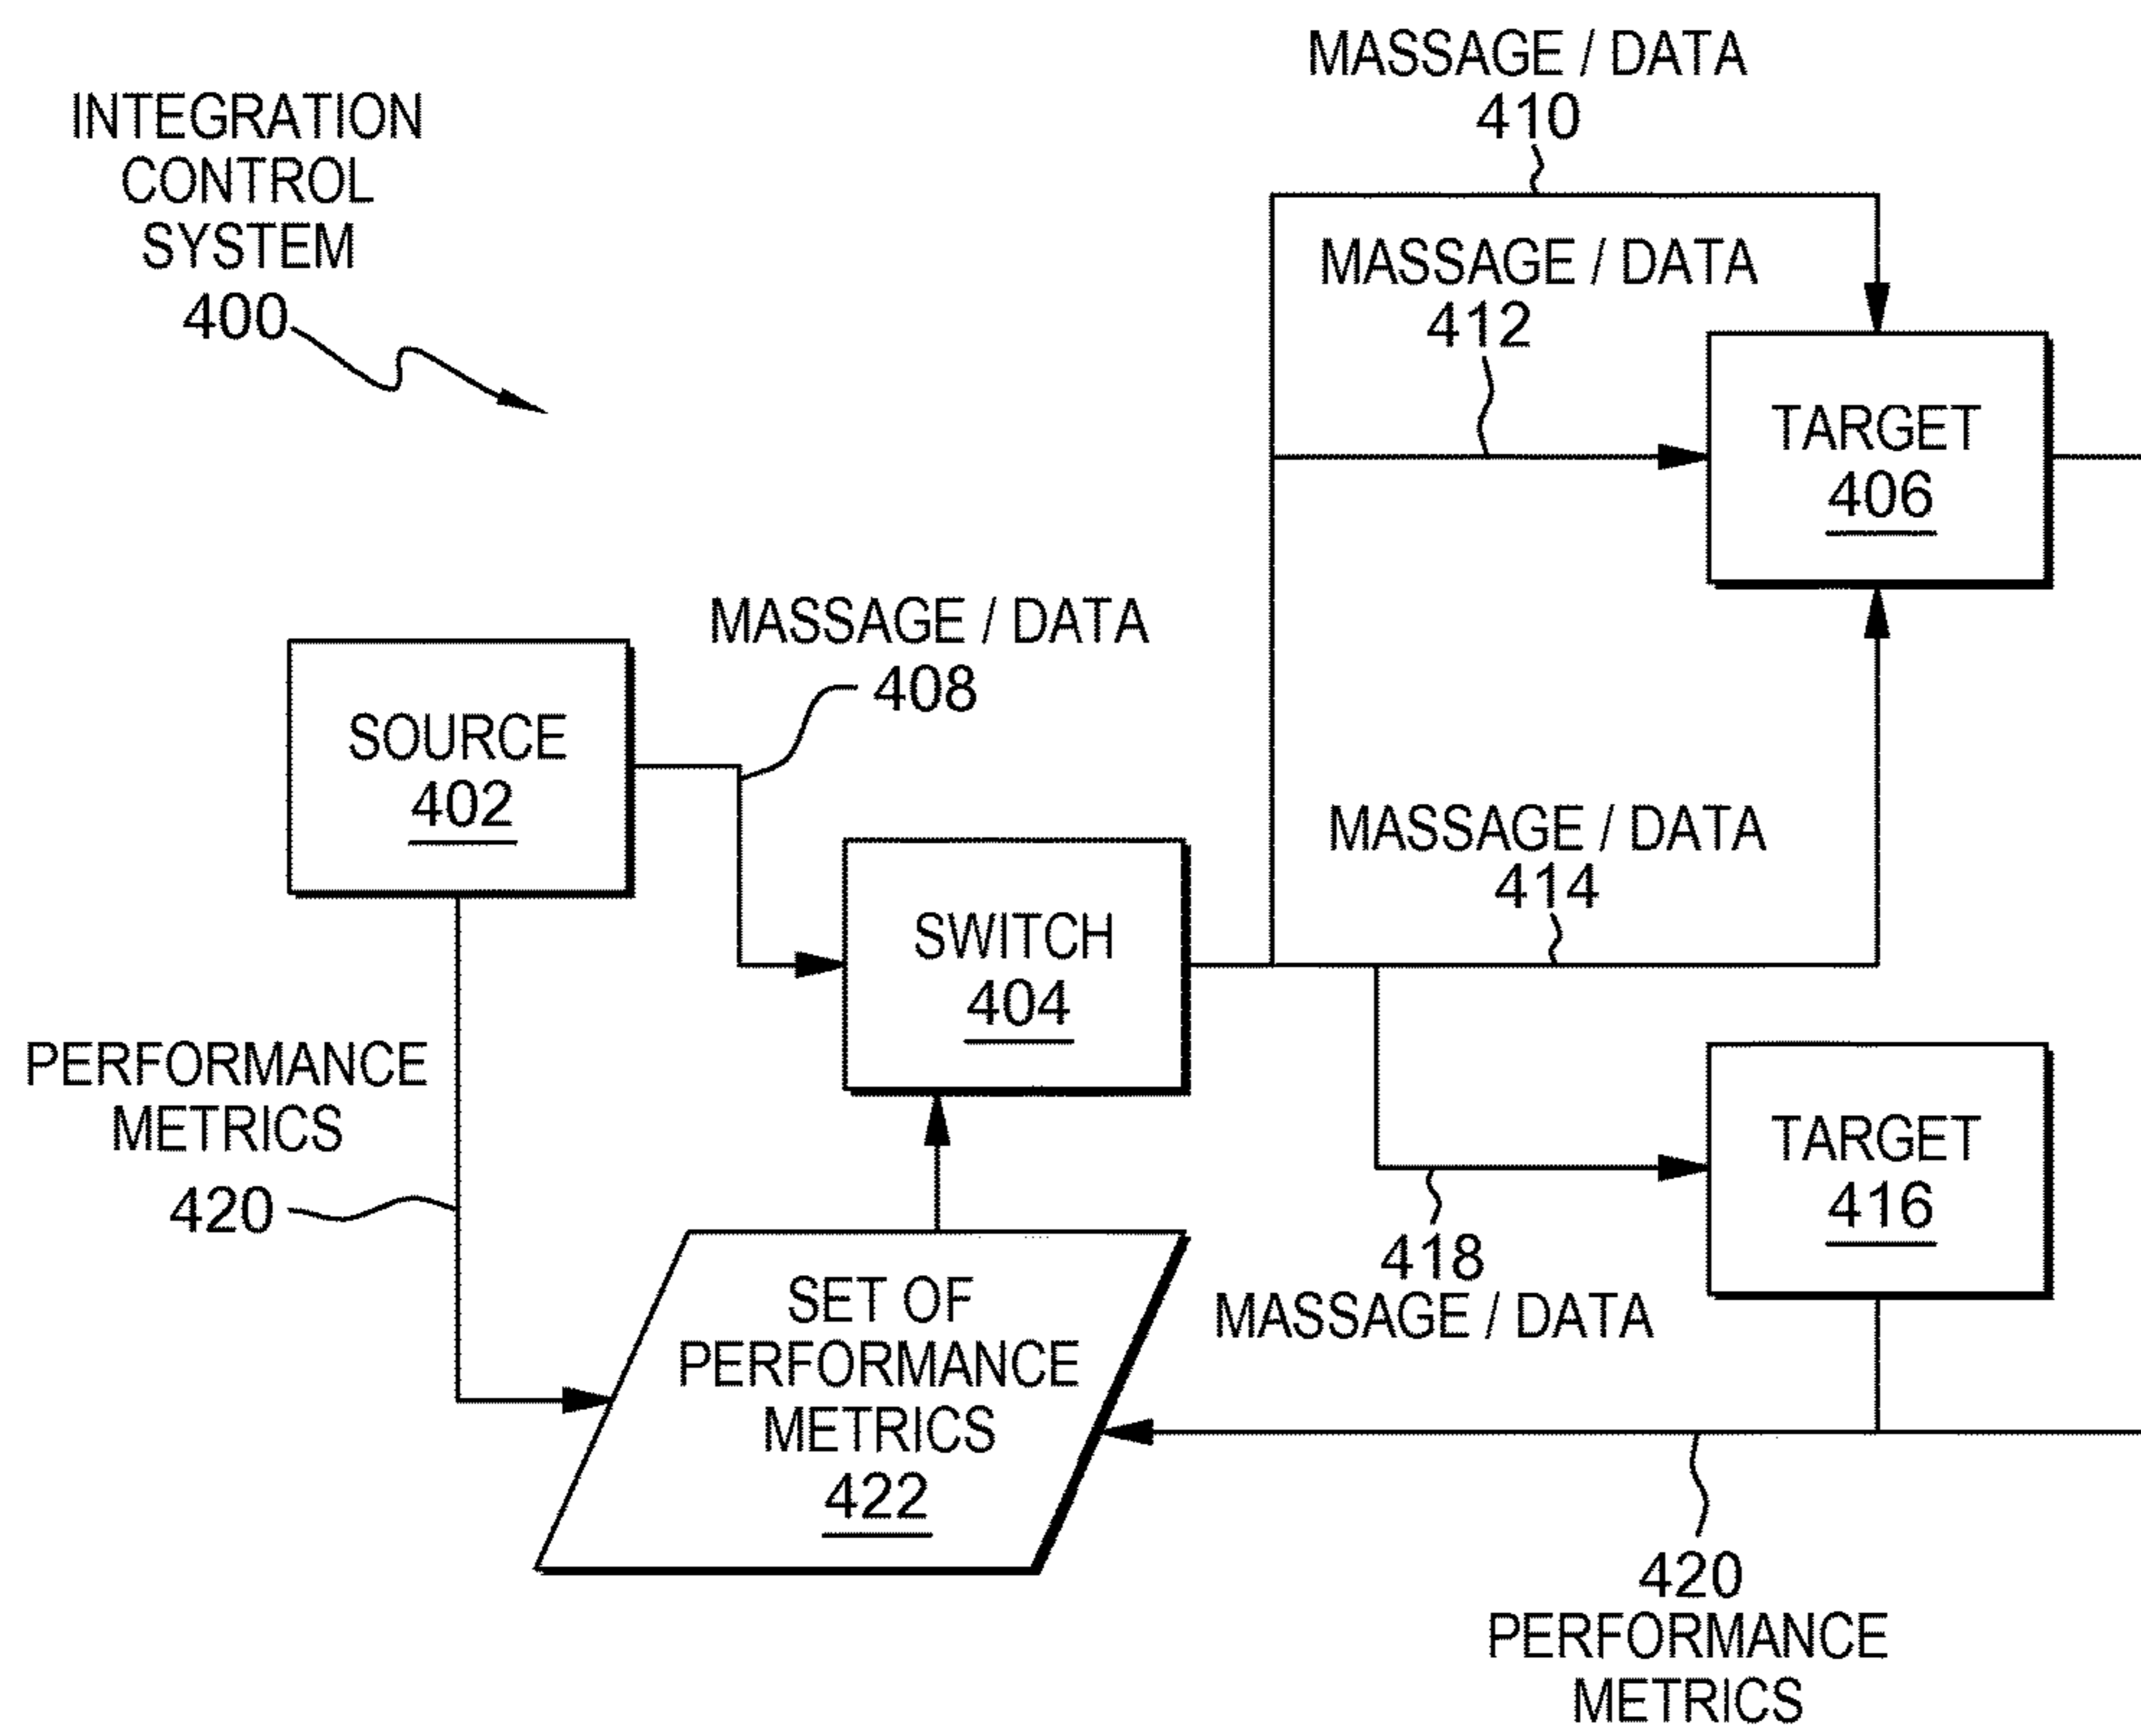 MASSAGE / DATA
410
INTEGRATION
CONTROL
SYSTEM
400
MASSAGE / DATA
412
TARGET
406
MASSAGE / DATA
408
SOURCE
402
MASSAGE / DATA
414
SWITCH
404
PERFORMANCE
METRICS
420
TARGET
416
418
MASSAGE / DATA
SET OF
PERFORMANCE
METRICS
422
420
PERFORMANCE
METRICS